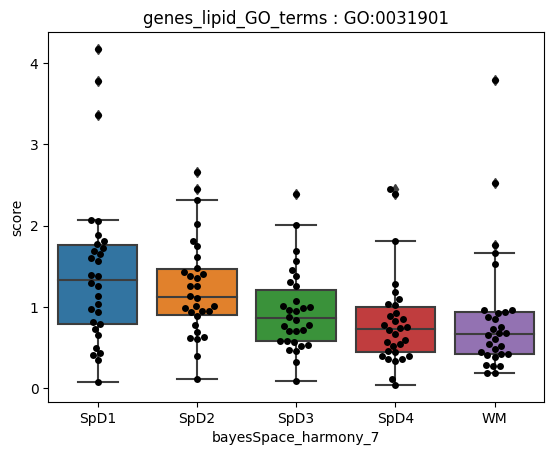 genes_lipid_GO_terms : GO:0031901
score
4
3
2
1
0
SpD1 SpD2 SpD3 SpD4 WM
bayesSpace_harmony_7